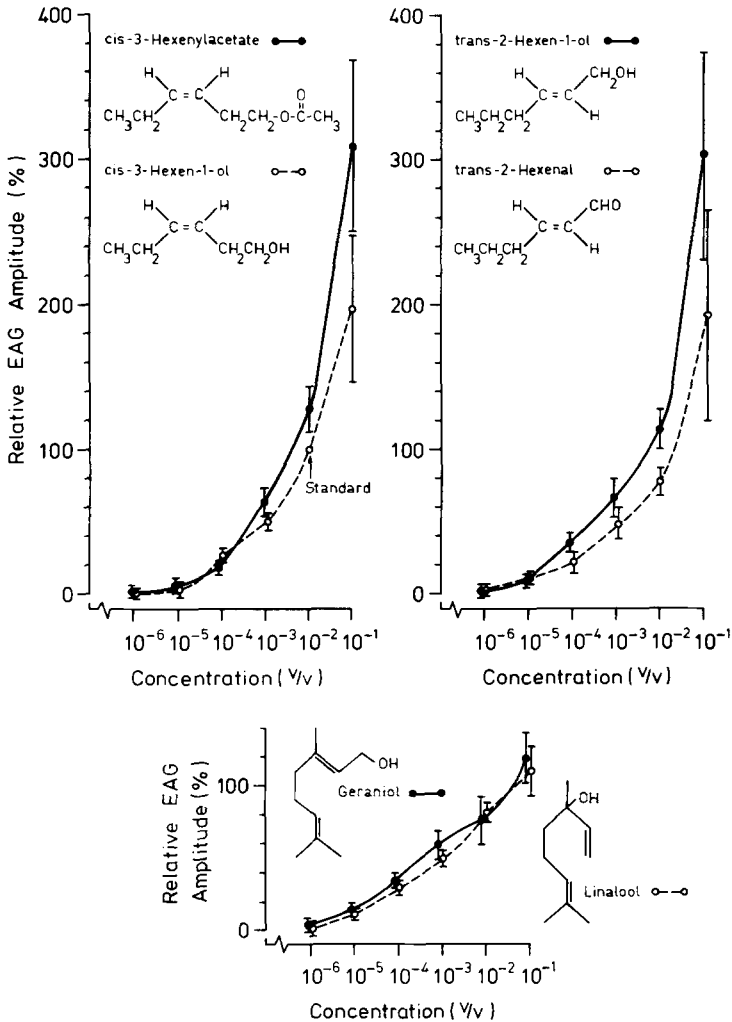 400
300
200
100
0
Relative EAG Amplitude (%)
cis-3-Hexenylacetate
H H
C=C
CH3CH2 CH2CH2-O-C-CH3
O
cis-3-Hexen-1-ol
H H
C=C
CH3CH2 CH2CH2OH
Standard
10-6 10-5 10-4 10-3 10-2 10-1
Concentration (v/v)
400
300
200
100
0
trans-2-Hexen-1-ol
H CH2OH
C=C
CH3CH2CH2 H
trans-2-Hexenal
H CHO
C=C
CH3CH2CH2 H
10-6 10-5 10-4 10-3 10-2 10-1
Concentration (v/v)
Relative EAG
Amplitude (%)
100
0
OH
Geraniol
OH
Linalool
10-6 10-5 10-4 10-3 10-2 10-1
Concentration (v/v)